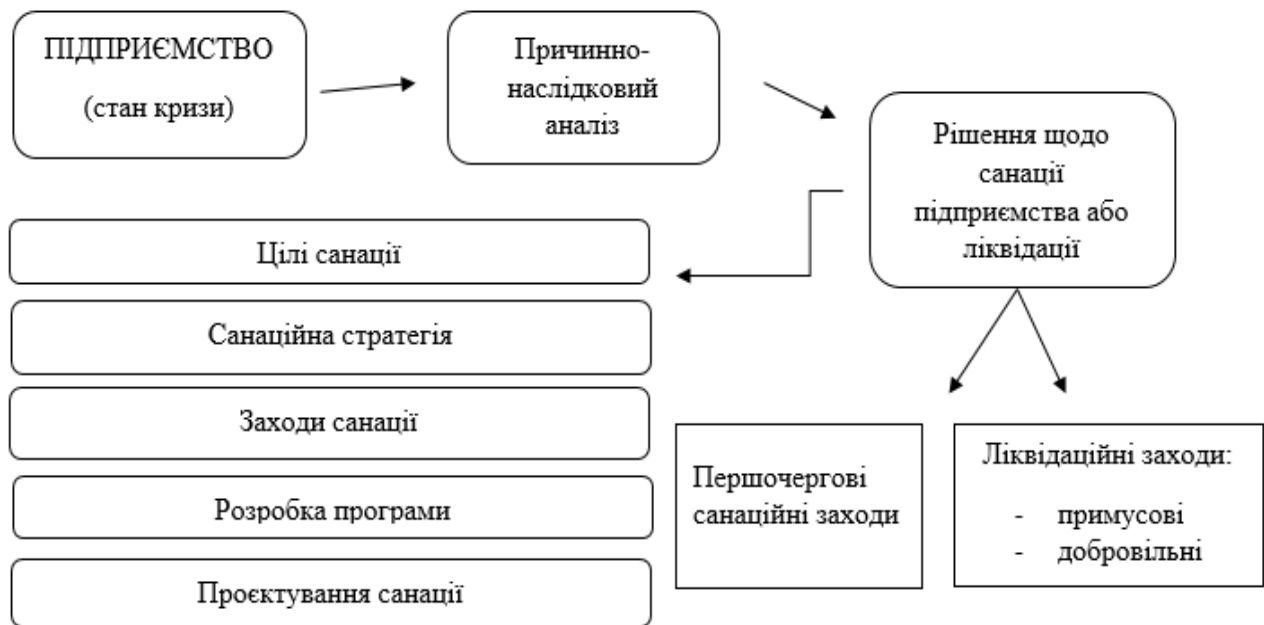 ПІДПРИЄМСТВО
(стан кризи)
Причинно-
наслідковий
аналіз
Рішення щодо
санації
підприємства або
ліквідації
Цілі санації
Санаційна стратегія
Заходи санації
Розробка програми
Проєктування санації
Першочергові
санаційні заходи
Ліквідаційні заходи:
- примусові
- добровільні